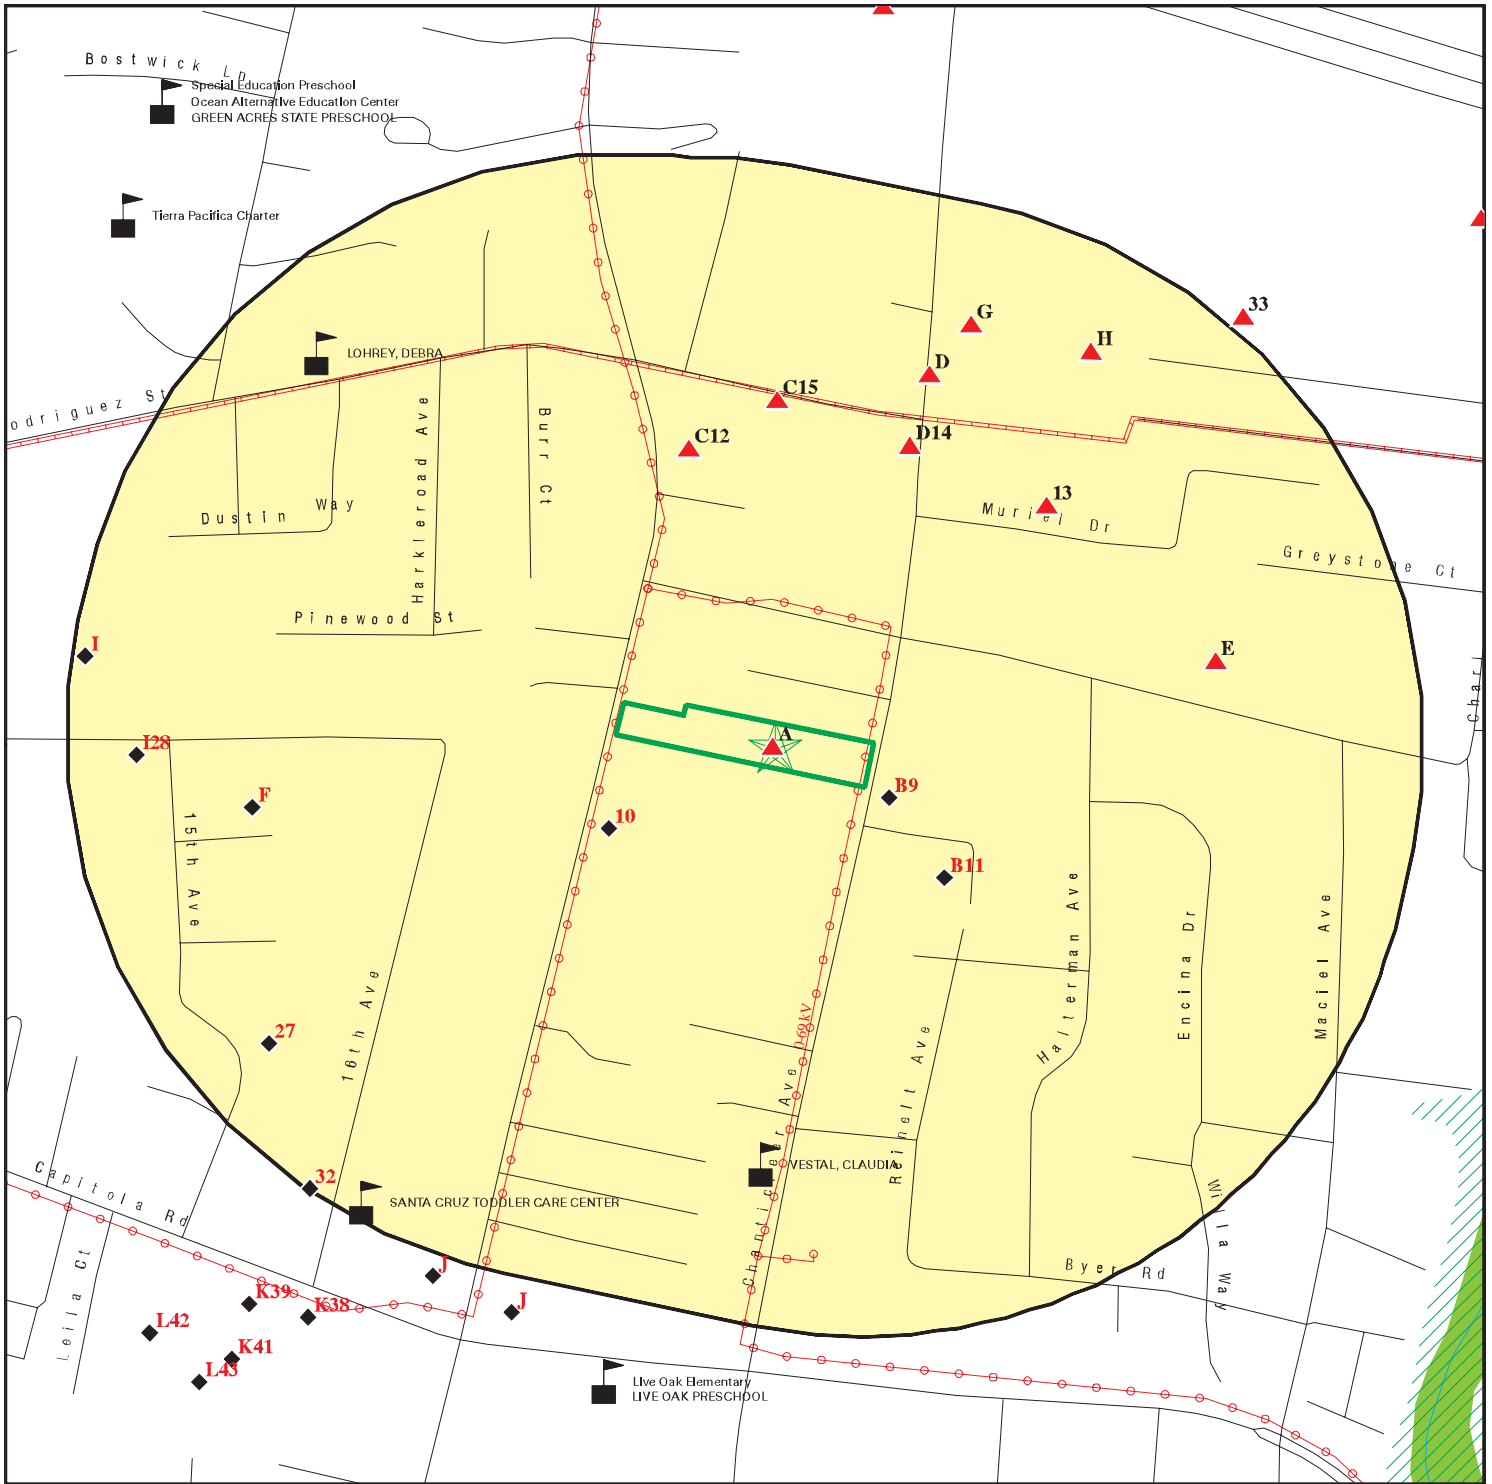 Bostwick Lp
Special Education Preschool
Ocean Alternative Education Center
GREEN ACRES STATE PRESCHOOL
Tierra Pacifica Charter
33
G
H
LOHREY, DEBRA
D
C15
odriguez St
C12
D14
Harkleroad Ave
Burr Ct
13
Dustin Way
Muriel Dr
Greystone Ct
Pinewood St
I
E
Char
I28
A
F
B9
10
15th Ave
B11
Halterman Ave
Encina Dr
Maciel Ave
16th Ave
27
0-69kV
Reinelt Ave
Chanticleer Ave
VESTAL, CLAUDIA
Capitola Rd
32
SANTA CRUZ TODDLER CARE CENTER
Willa Way
Leila Ct
J
Byer Rd
K39
K38
J
L42
K41
L43
Live Oak Elementary
LIVE OAK PRESCHOOL